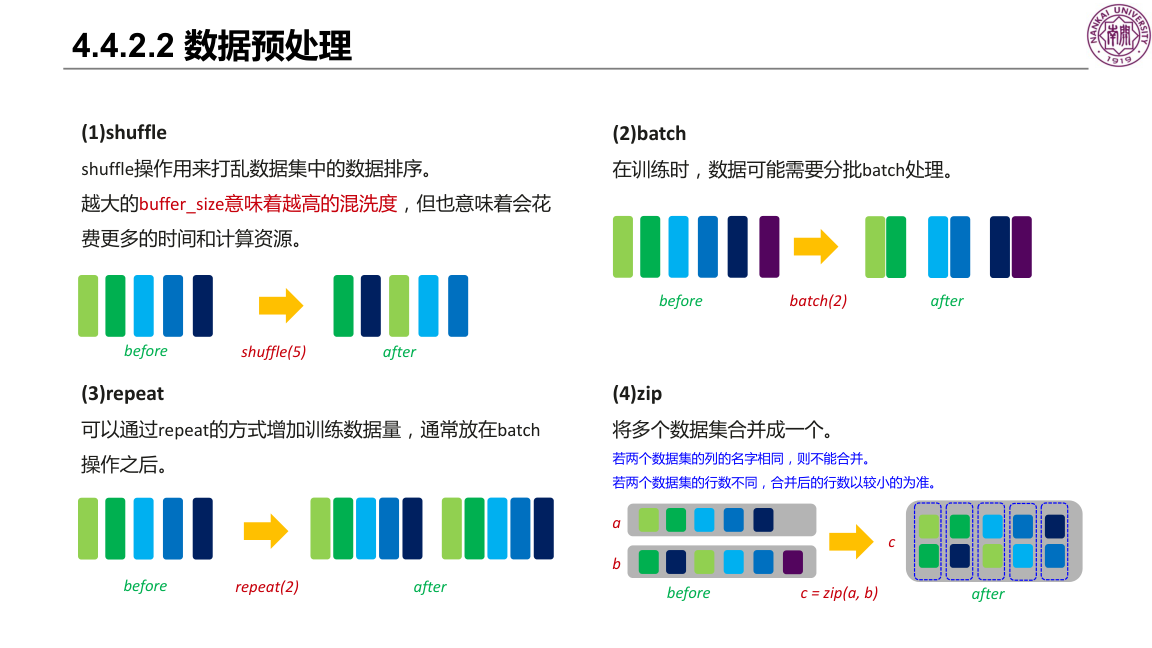 4.4.2.2 数据预处理
NANKAI UNIVERSITY
南開
1919
(1)shuffle
shuffle操作用来打乱数据集中的数据排序。
越大的buffer_size意味着越高的混洗度，但也意味着会花
费更多的时间和计算资源。
before
shuffle(5)
after
(2)batch
在训练时，数据可能需要分批batch处理。
before
batch(2)
after
(3)repeat
可以通过repeat的方式增加训练数据量，通常放在batch
操作之后。
before
repeat(2)
after
(4)zip
将多个数据集合并成一个。
若两个数据集的列的名字相同，则不能合并。
若两个数据集的行数不同，合并后的行数以较小的为准。
a
b
c
before
c = zip(a, b)
after